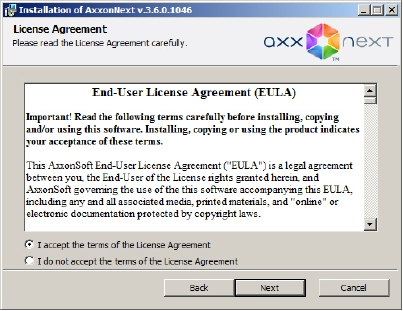 Installation of AxxonNext v.3.6.0.1046
License Agreement
Please read the License Agreement carefully.
axx next
TM
End-User License Agreement (EULA)
Important! Read the following terms carefully before installing, copying
and/or using this software. Installing, copying or using the product indicates
your acceptance of these terms.
This AxxonSoft End-User License Agreement ("EULA") is a legal agreement
between you, the End-User of the License rights granted herein, and
AxxonSoft governing the use of the this software accompanying this EULA,
including any and all associated media, printed materials, and "online" or
electronic documentation protected by copyright laws.
I accept the terms of the License Agreement
I do not accept the terms of the License Agreement
Back Next Cancel